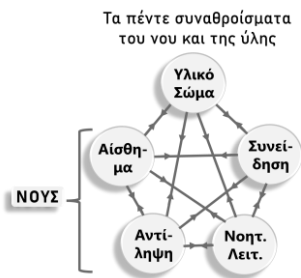 Τα πέντε συναθροίσματα
του νου και της ύλης
Υλικό
Σώμα
Αίσθη-
μα
Συνεί-
δηση
ΝΟΥΣ
Αντί-
ληψη
Νοητ.
Λειτ.